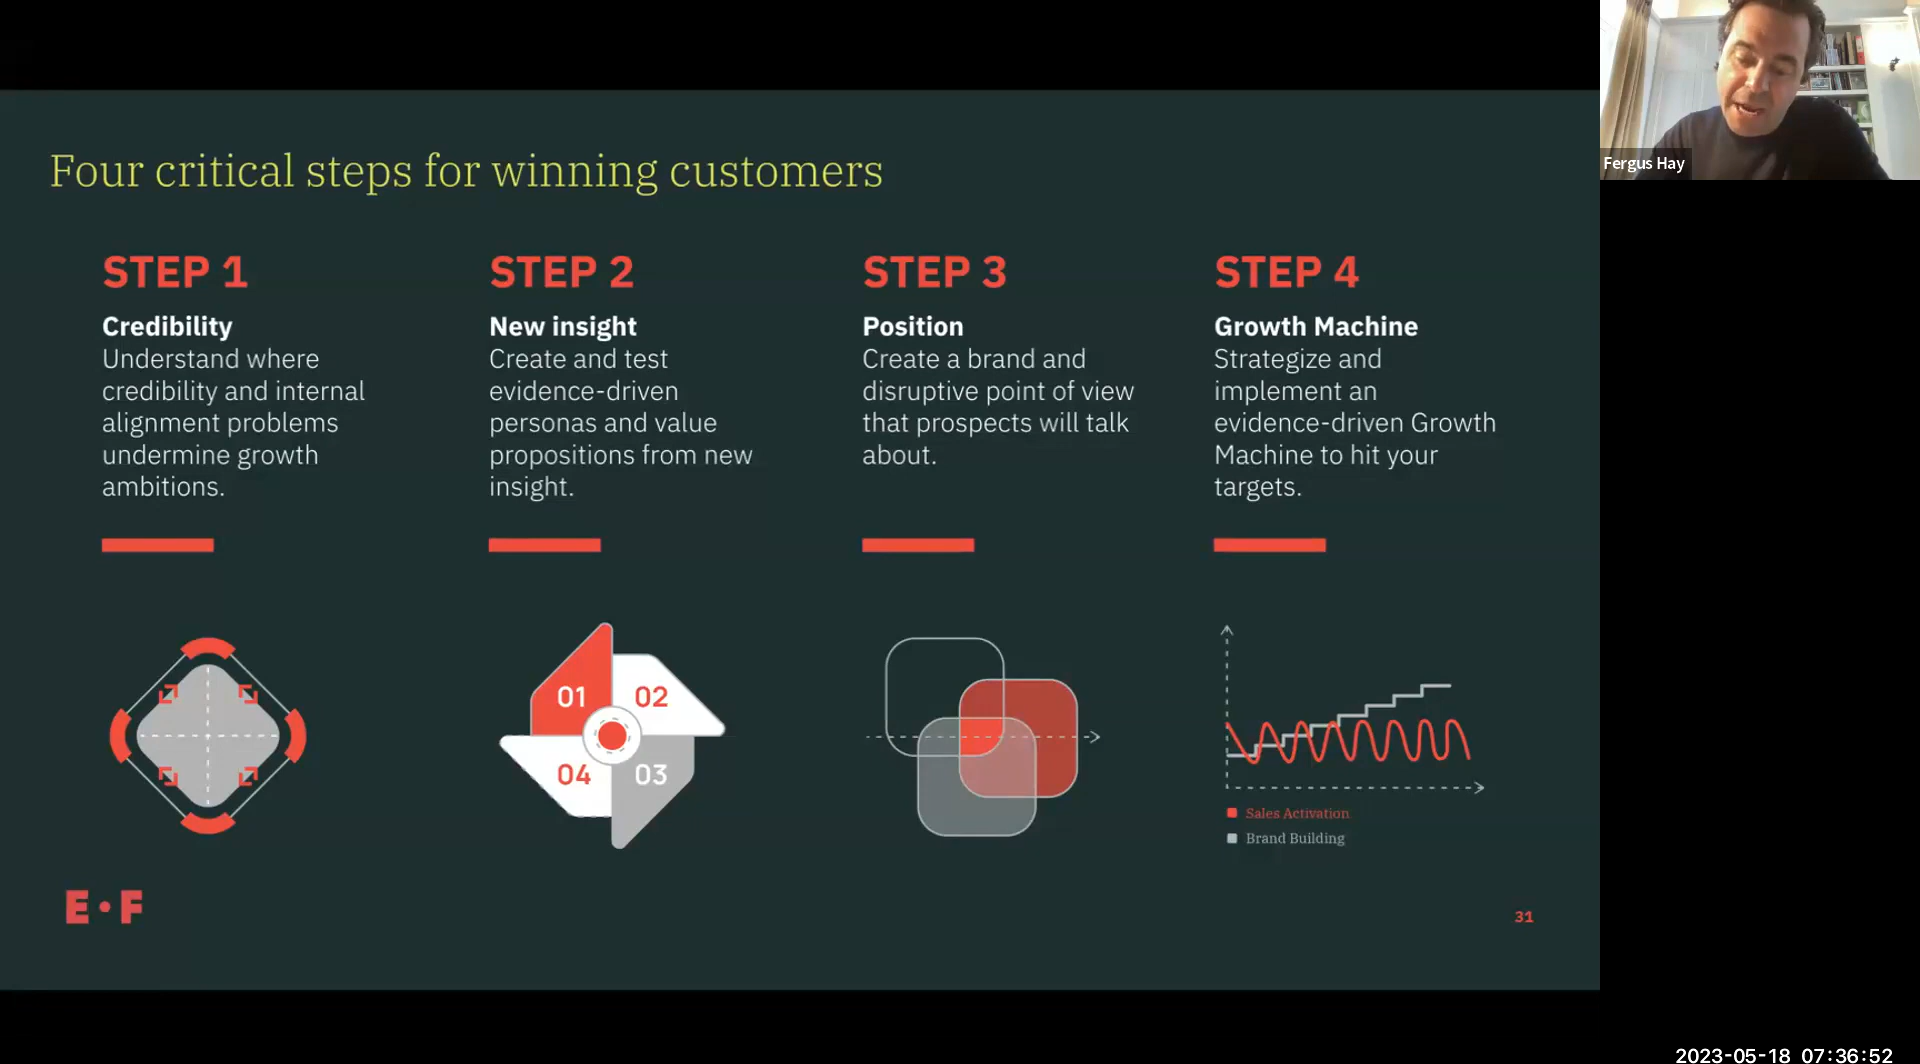 Four critical steps for winning customers
STEP 1
Credibility
Understand where
credibility and internal
alignment problems
undermine growth
ambitions.
STEP 2
New insight
Create and test
evidence-driven
personas and value
propositions from new
insight.
STEP 3
Position
Create a brand and
disruptive point of view
that prospects will talk
about.
STEP 4
Growth Machine
Strategize and
implement an
evidence-driven Growth
Machine to hit your
targets.
01
02
04
03
Sales Activation
Brand Building
E•F
31
Fergus Hay
2023-05-18 07:36:52